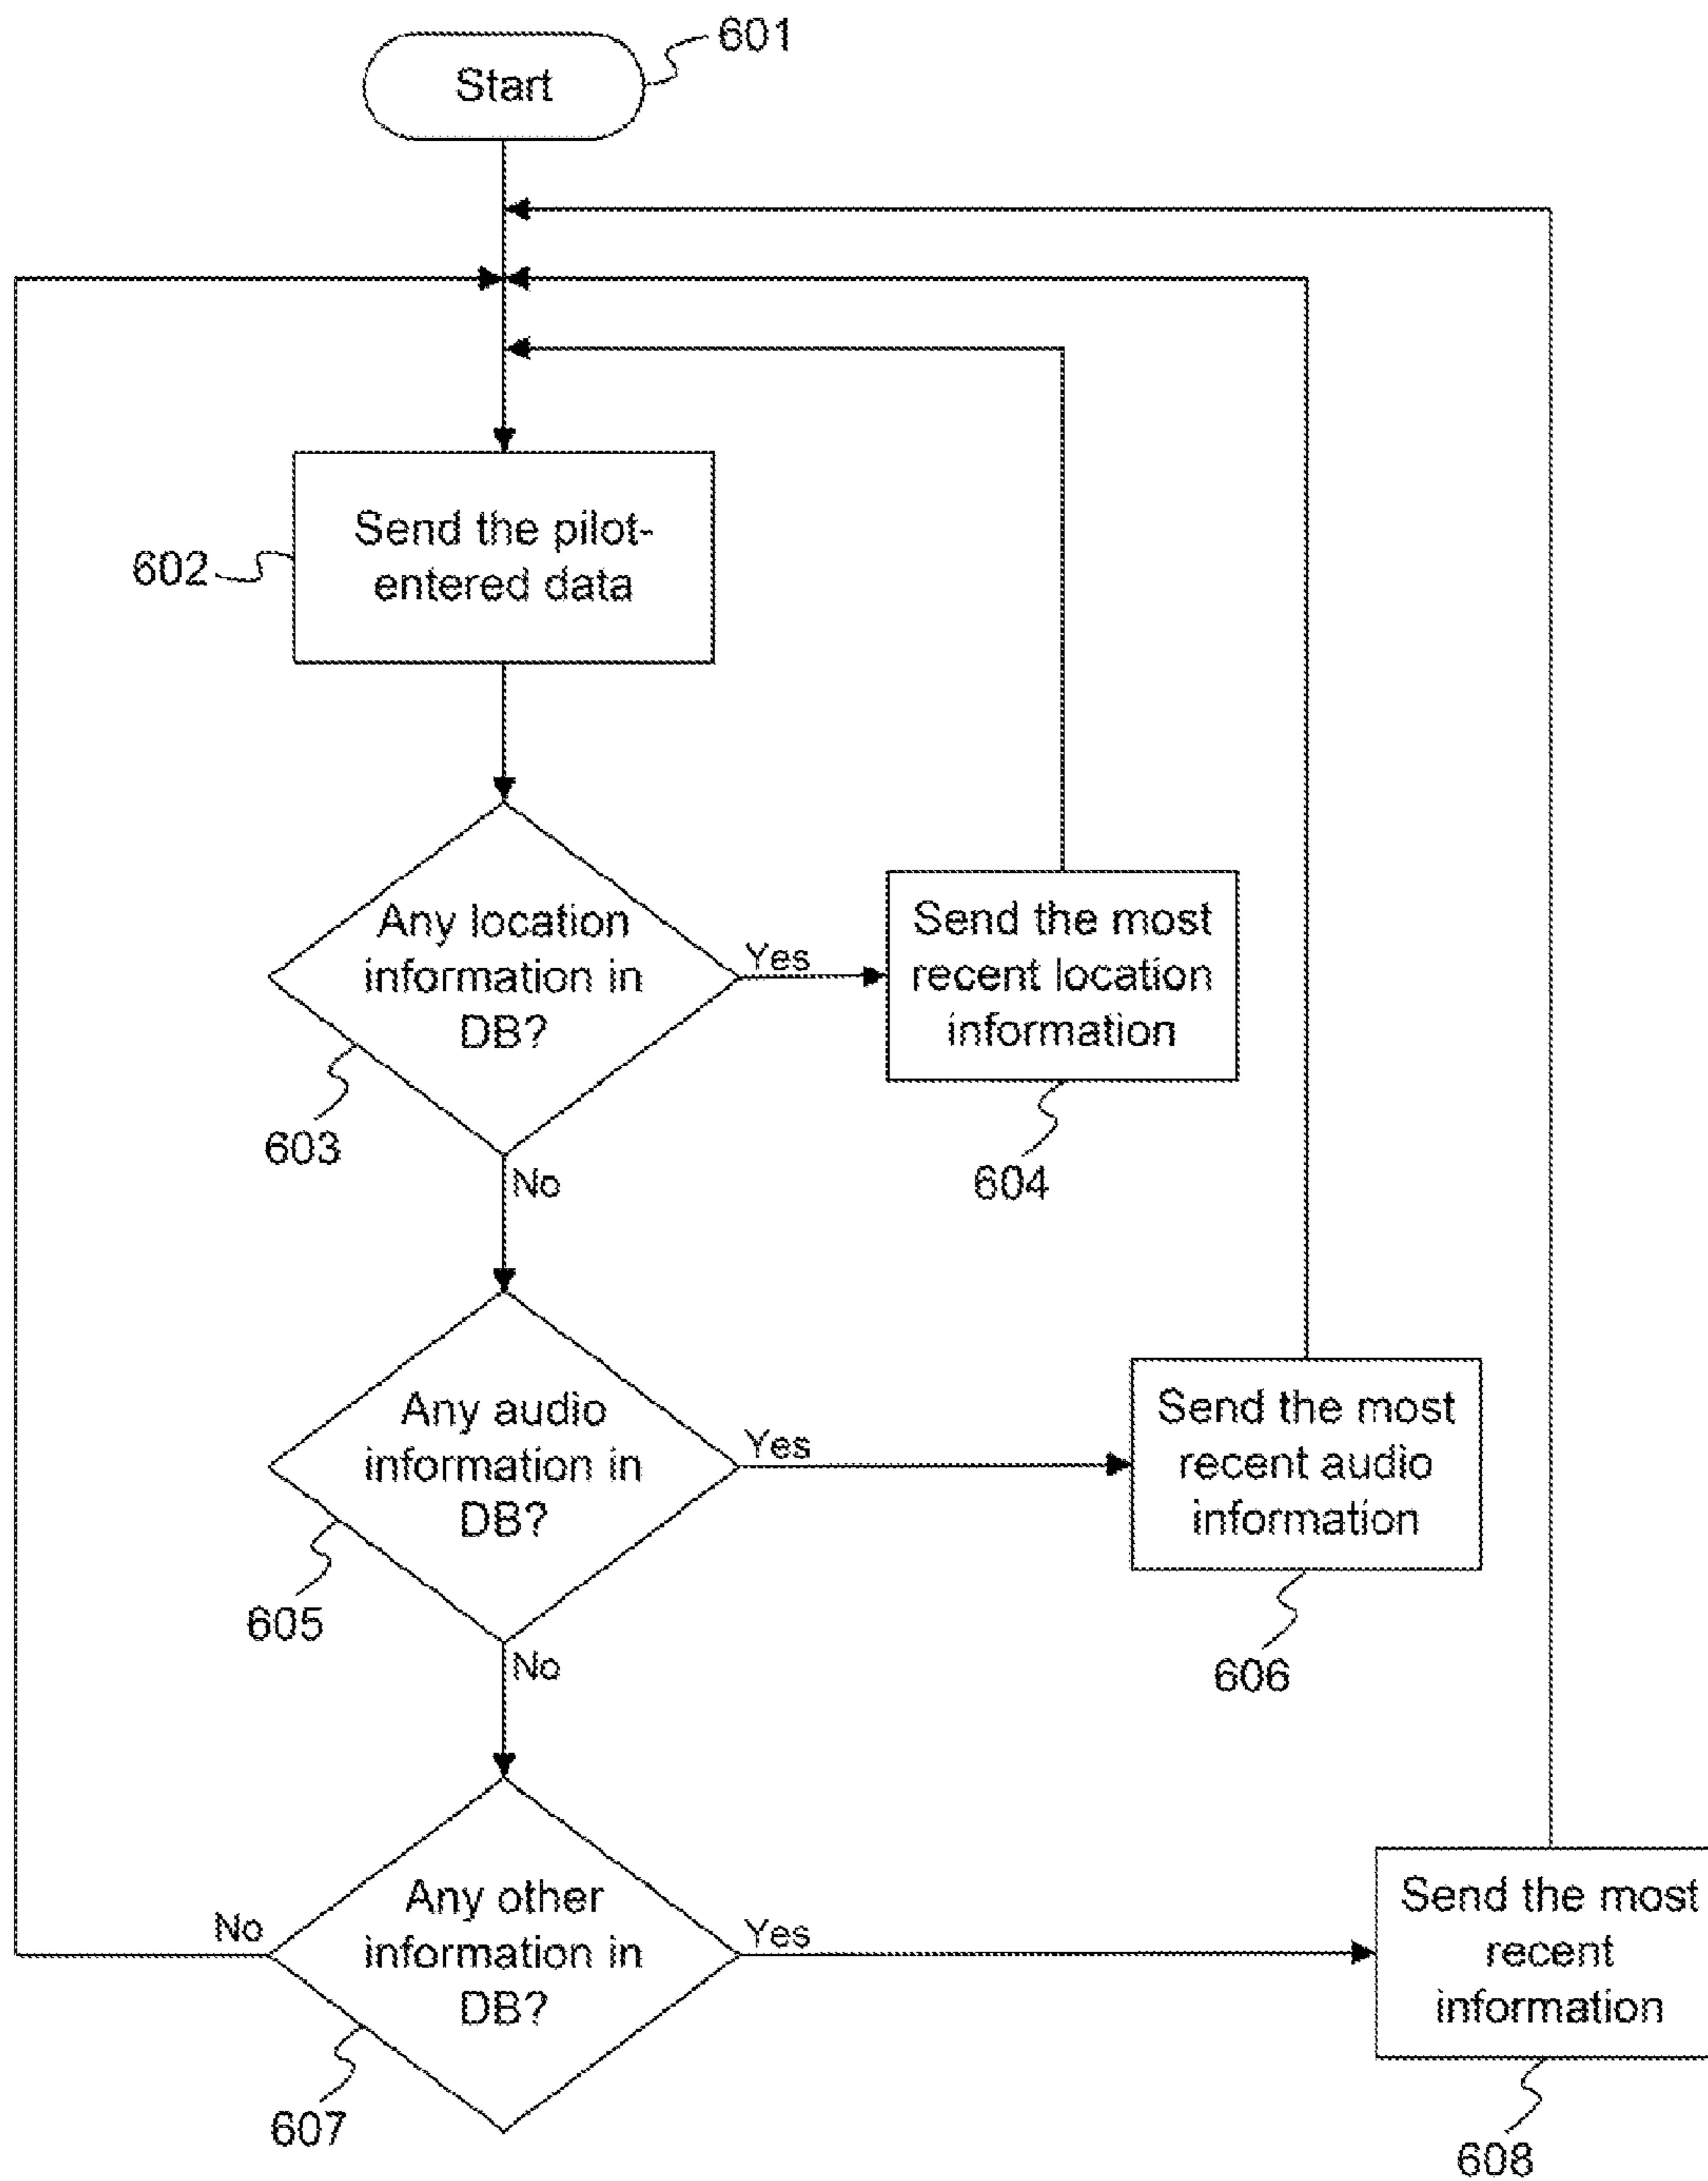 601
Start
Send the pilot-
entered data
602
Any location
information in
DB?
Yes
Send the most
recent location
information
603
604
No
Any audio
information in
DB?
Yes
Send the most
recent audio
information
605
606
No
Any other
information in
DB?
No
Yes
Send the most
recent
information
607
608